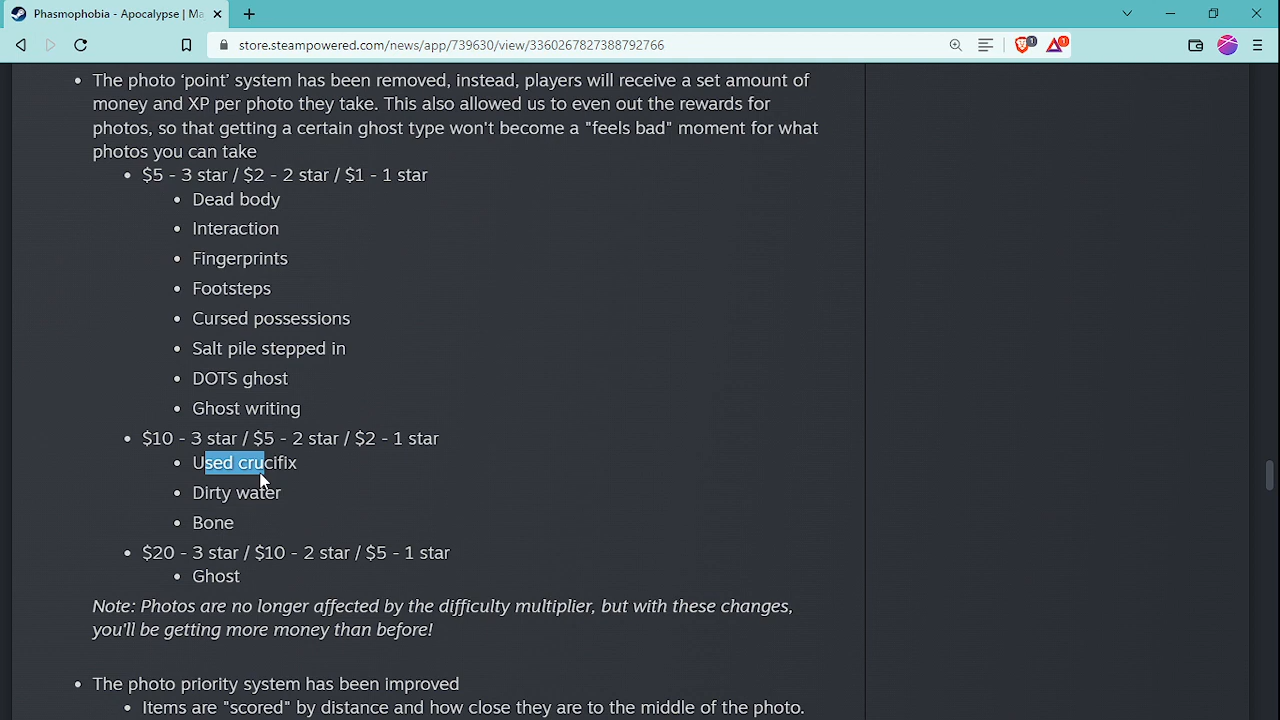 Phasmophobia - Apocalypse | Ma
store.steampowered.com/news/app/739630/view/3360267827388792766
1
1
• The photo ‘point’ system has been removed, instead, players will receive a set amount of
money and XP per photo they take. This also allowed us to even out the rewards for
photos, so that getting a certain ghost type won't become a "feels bad" moment for what
photos you can take
• $5 - 3 star / $2 - 2 star / $1 - 1 star
• Dead body
• Interaction
• Fingerprints
• Footsteps
• Cursed possessions
• Salt pile stepped in
• DOTS ghost
• Ghost writing
• $10 - 3 star / $5 - 2 star / $2 - 1 star
• Used crucifix
• Dirty water
• Bone
• $20 - 3 star / $10 - 2 star / $5 - 1 star
• Ghost
Note: Photos are no longer affected by the difficulty multiplier, but with these changes,
you'll be getting more money than before!
• The photo priority system has been improved
• Items are "scored" by distance and how close they are to the middle of the photo.